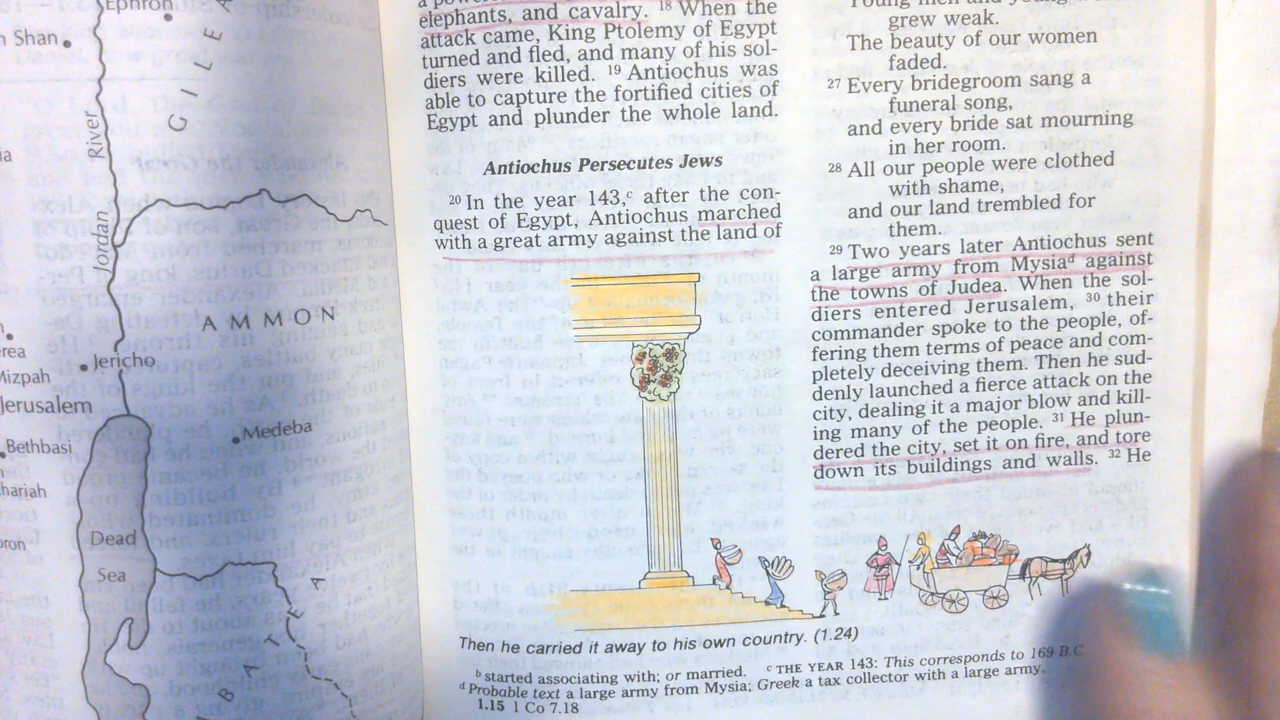 Ephron
Shan
GILE
River
Jordan
AMMON
Jericho
Mizpah
Jerusalem
Medeba
Bethbasi
Dead
Sea
BATEA
elephants, and cavalry. 18 When the
attack came, King Ptolemy of Egypt
turned and fled, and many of his sol-
diers were killed. 19 Antiochus was
able to capture the fortified cities of
Egypt and plunder the whole land.
Antiochus Persecutes Jews
20 In the year 143,c after the con-
quest of Egypt, Antiochus marched
with a great army against the land of
Then he carried it away to his own country. (1.24)
b started associating with; or married. c THE YEAR 143: This corresponds to 169 B.C.
d Probable text a large army from Mysia; Greek a tax collector with a large army.
1.15 1 Co 7.18
grew weak.
The beauty of our women
faded.
27 Every bridegroom sang a
funeral song,
and every bride sat mourning
in her room.
28 All our people were clothed
with shame,
and our land trembled for
them.
29 Two years later Antiochus sent
a large army from Mysiad against
the towns of Judea. When the sol-
diers entered Jerusalem, 30 their
commander spoke to the people, of-
fering them terms of peace and com-
pletely deceiving them. Then he sud-
denly launched a fierce attack on the
city, dealing it a major blow and kill-
ing many of the people. 31 He plun-
dered the city, set it on fire, and tore
down its buildings and walls. 32 He